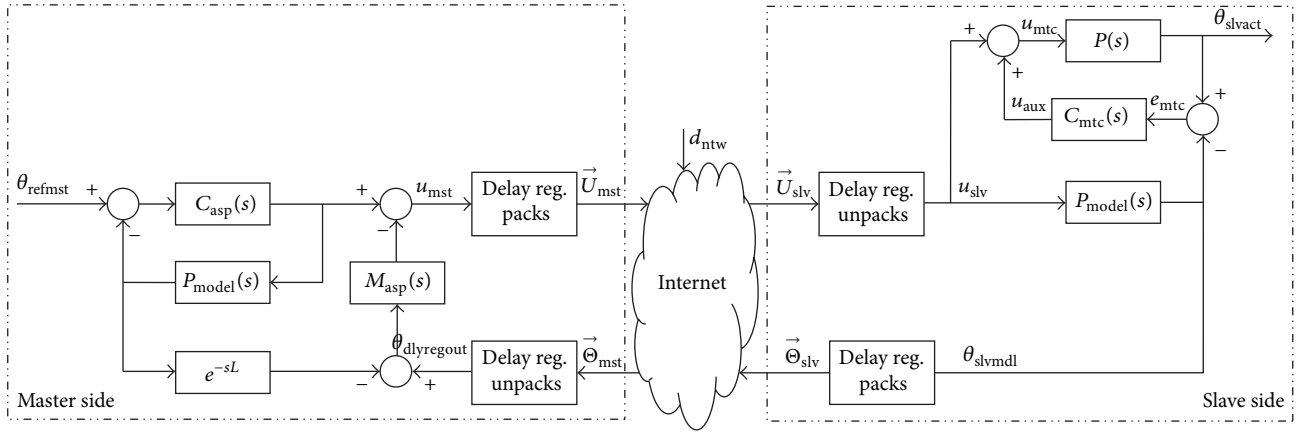 θrefmst
+
−
Casp(s)
Pmodel(s)
e^−sL
+
−
Masp(s)
θdlyregout
−
+
umst
Delay reg.
packs
U⃗mst
Delay reg.
unpacks
Θ⃗mst
Master side
dntw
Internet
U⃗slv
Delay reg.
unpacks
uslv
Θ⃗slv
Delay reg.
packs
θslvmdl
+
+
umtc
P(s)
θslvact
uaux
Cmtc(s)
emtc
+
−
Pmodel(s)
Slave side